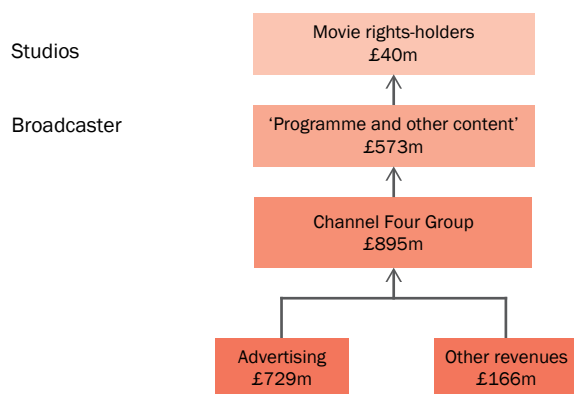 Studios
Movie rights-holders
£40m
Broadcaster
‘Programme and other content’
£573m
Channel Four Group
£895m
Advertising
£729m
Other revenues
£166m